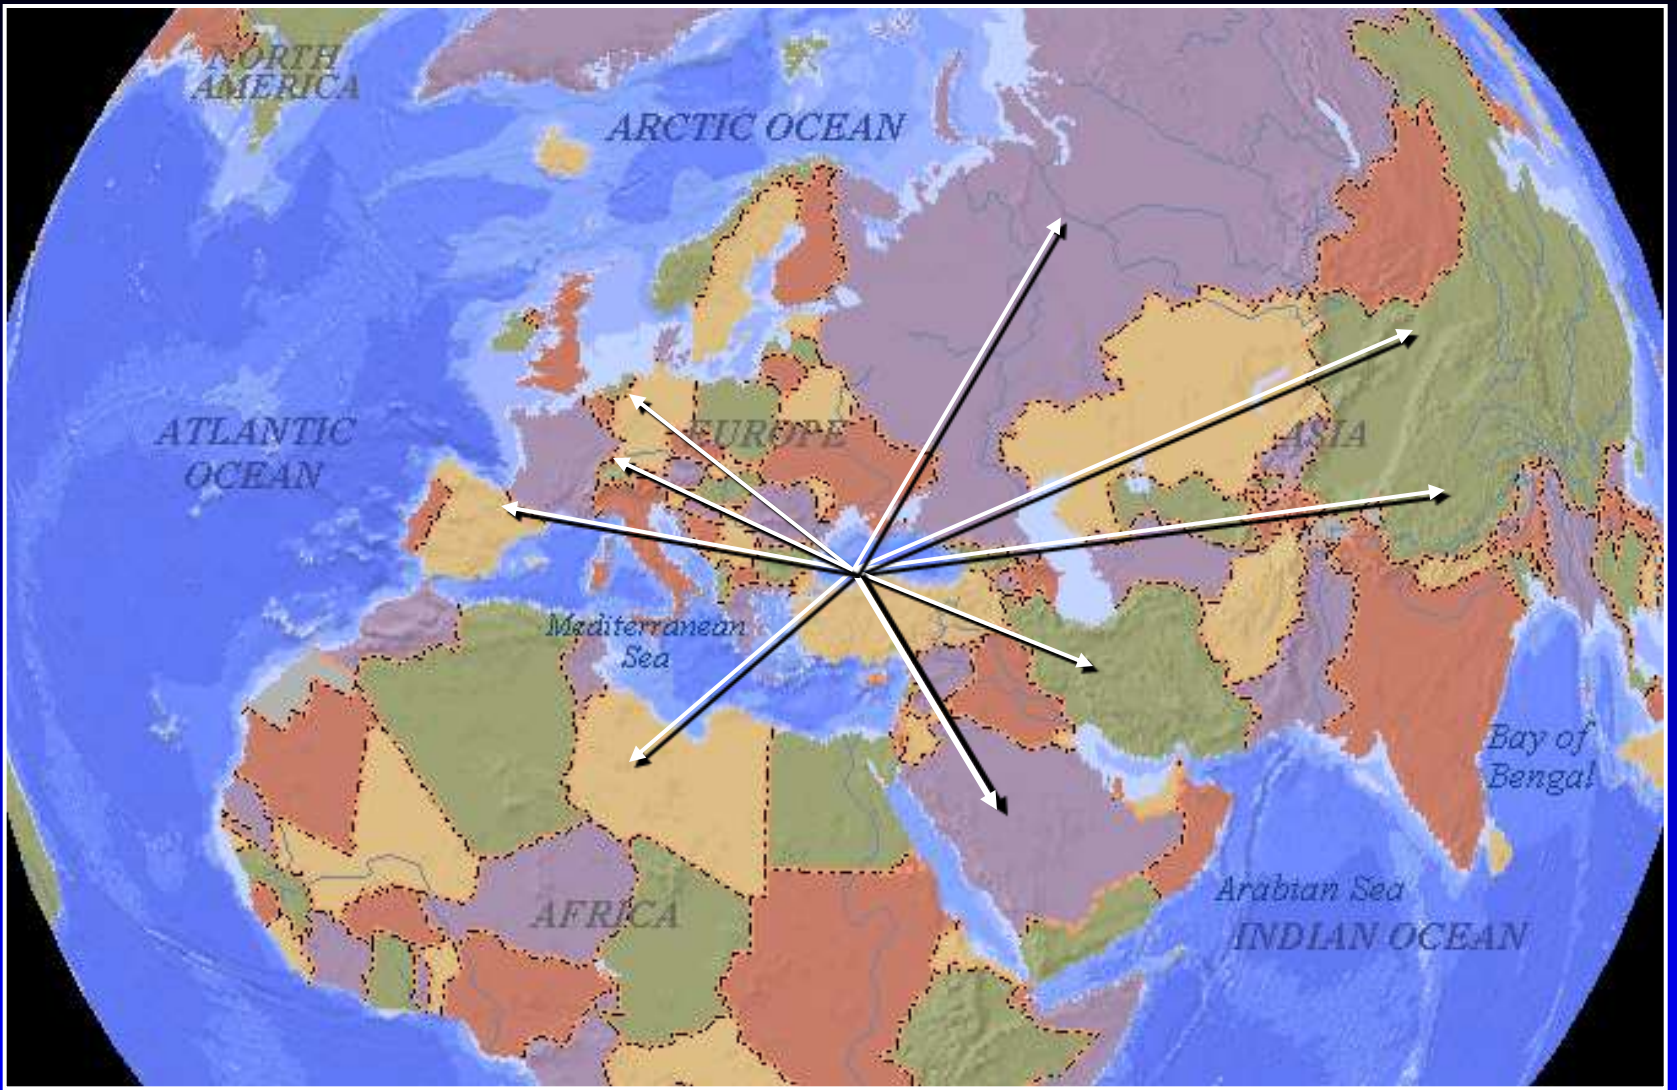 NORTH
AMERICA
ARCTIC OCEAN
ATLANTIC
OCEAN
EUROPE
ASIA
Mediterranean
Sea
Bay of
Bengal
Arabian Sea
AFRICA
INDIAN OCEAN